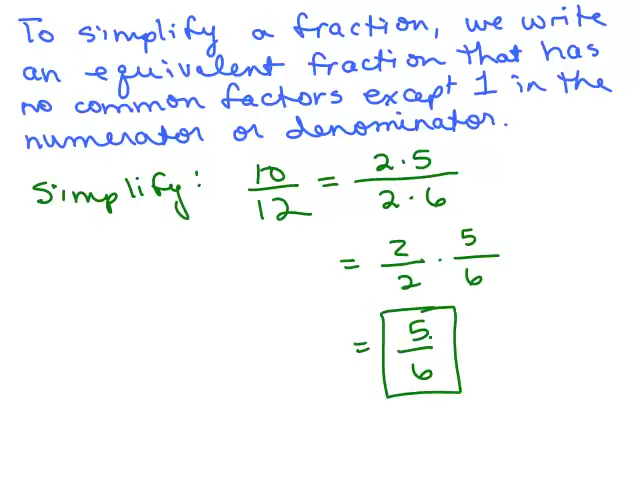 To simplify a fraction, we write
an equivalent fraction that has
no common factors except 1 in the
numerator or denominator.
Simplify: 10/12 = 2·5/2·6
= 2/2 · 5/6
= 5/6